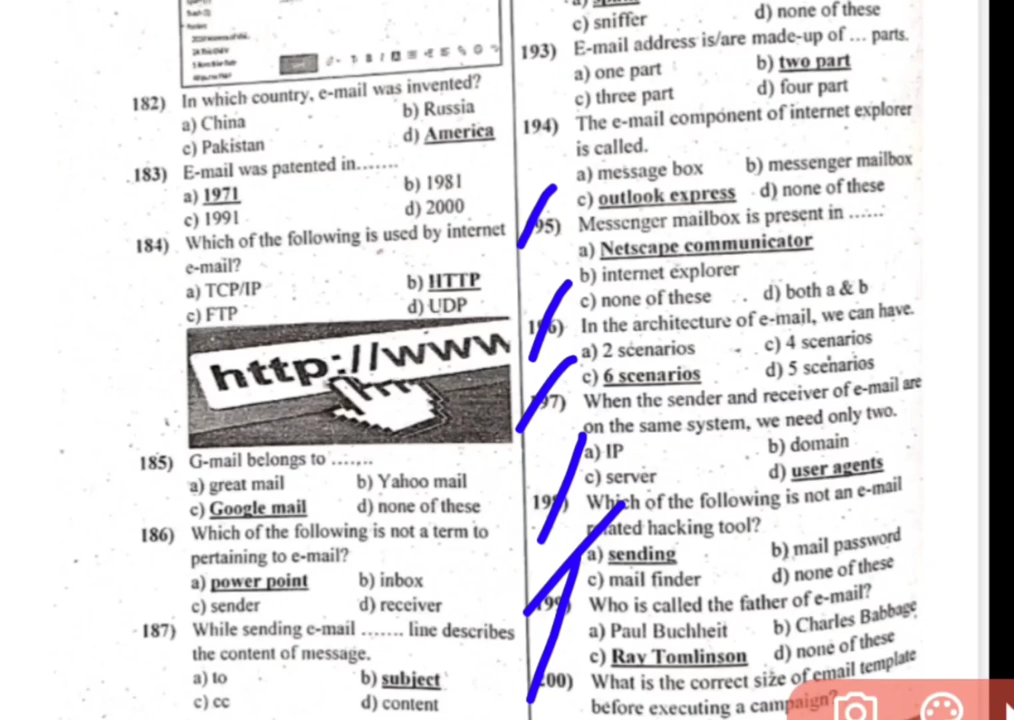 182) In which country, e-mail was invented?
a) China b) Russia
c) Pakistan d) America
183) E-mail was patented in.......
a) 1971 b) 1981
c) 1991 d) 2000
184) Which of the following is used by internet
e-mail?
a) TCP/IP b) HTTP
c) FTP d) UDP
http://www
185) G-mail belongs to .......
a) great mail b) Yahoo mail
c) Google mail d) none of these
186) Which of the following is not a term to
pertaining to e-mail?
a) power point b) inbox
c) sender d) receiver
187) While sending e-mail ....... line describes
the content of message.
a) to b) subject
c) cc d) content
c) sniffer d) none of these
193) E-mail address is/are made-up of ... parts.
a) one part b) two part
c) three part d) four part
194) The e-mail component of internet explorer
is called.
a) message box b) messenger mailbox
c) outlook express d) none of these
95) Messenger mailbox is present in ......
a) Netscape communicator
b) internet explorer
c) none of these d) both a & b
196) In the architecture of e-mail, we can have.
a) 2 scenarios c) 4 scenarios
c) 6 scenarios d) 5 scenarios
97) When the sender and receiver of e-mail are
on the same system, we need only two.
a) IP b) domain
c) server d) user agents
198) Which of the following is not an e-mail
related hacking tool?
a) sending b) mail password
c) mail finder d) none of these
199) Who is called the father of e-mail?
a) Paul Buchheit b) Charles Babbage
c) Ray Tomlinson d) none of these
200) What is the correct size of email template
before executing a campaign?